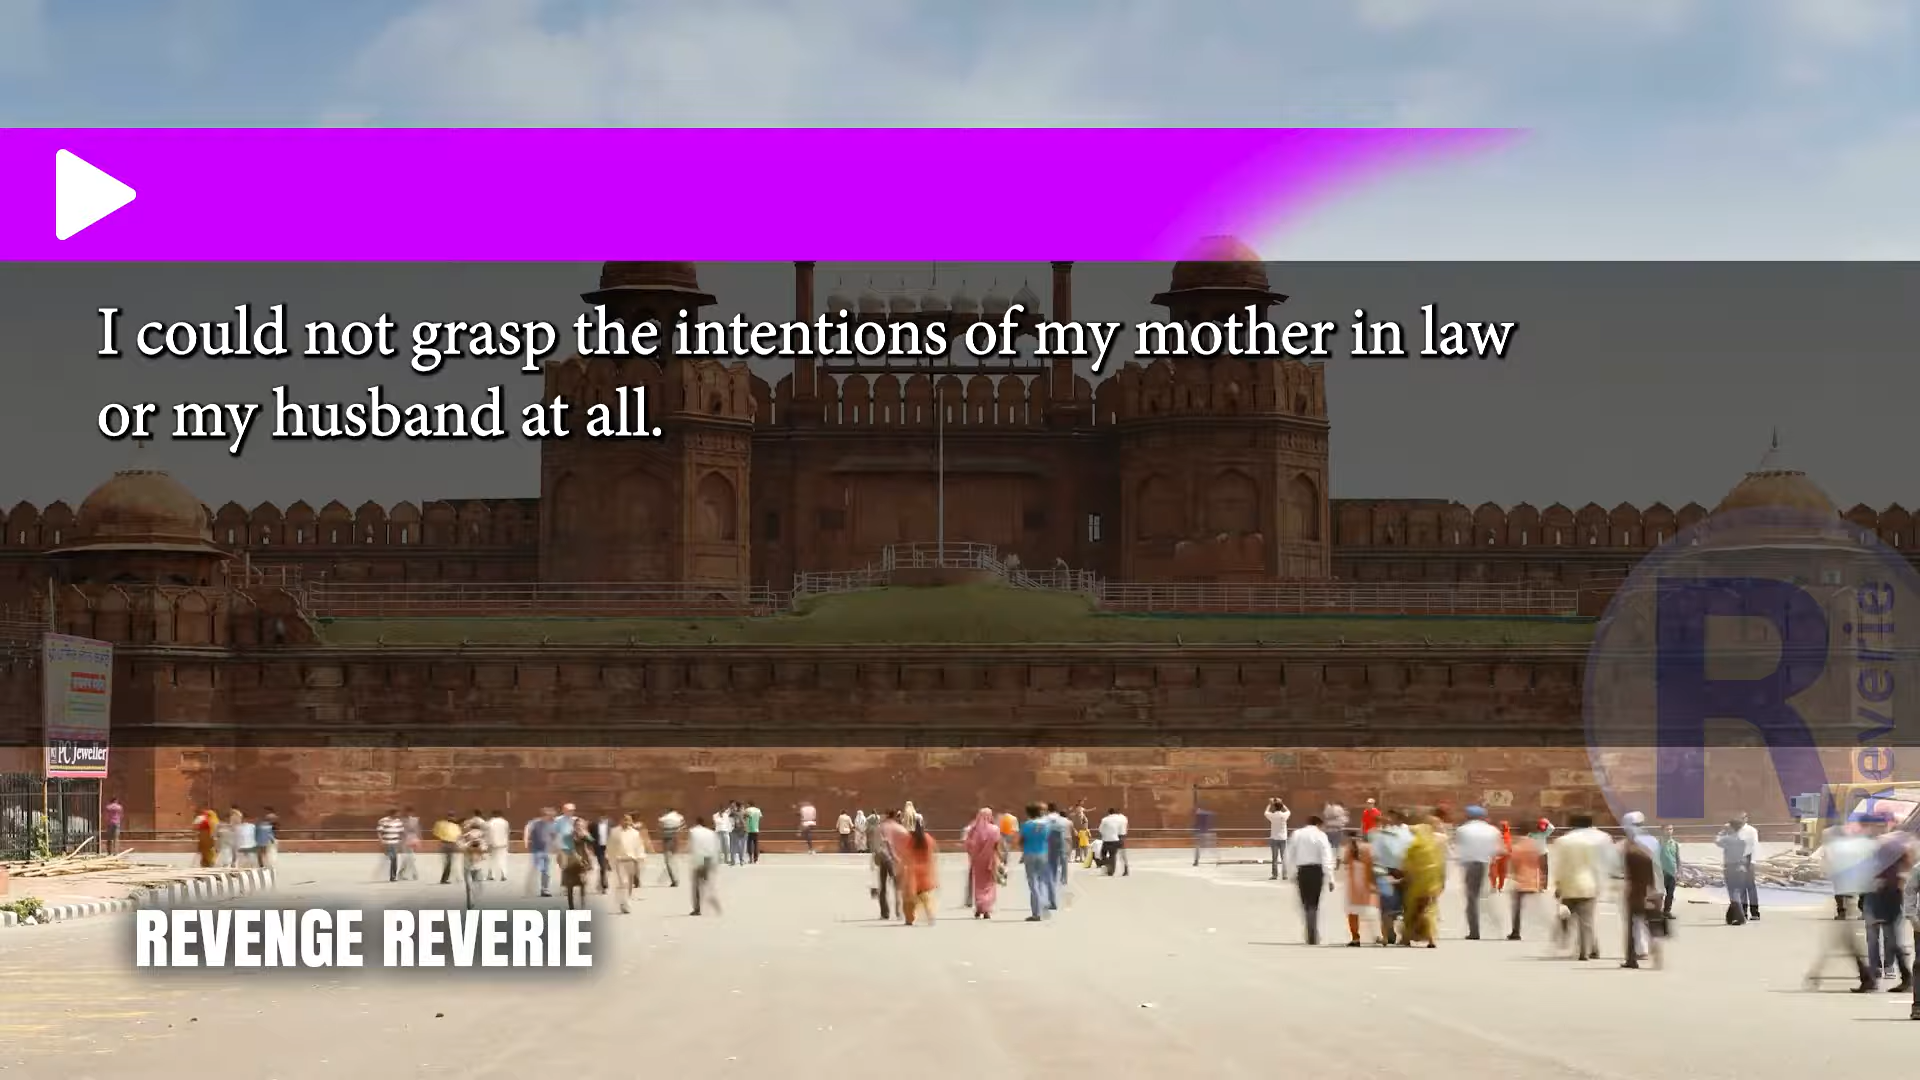 I could not grasp the intentions of my mother in law
or my husband at all.
PC Jeweller
R
Reverie
REVENGE REVERIE